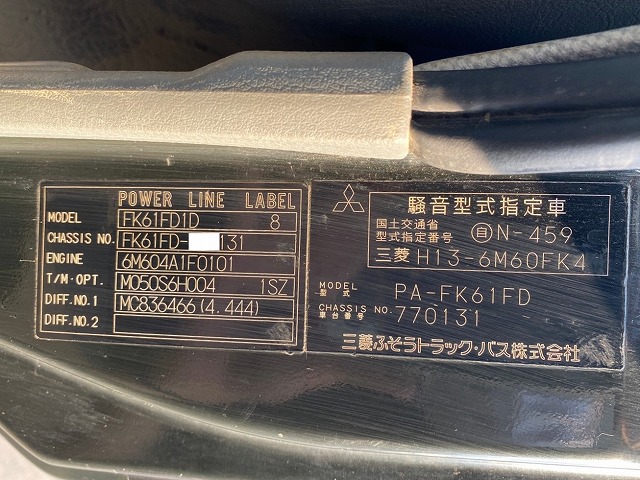 POWER LINE LABEL
MODEL FK61FD1D 8
CHASSIS NO. FK61FD- 131
ENGINE 6M604A1F0101
T/M·OPT. M050S6H004 1SZ
DIFF.NO.1 MC836466(4.444)
DIFF.NO.2
騒音型式指定車
国土交通省
型式指定番号 自N-459
三菱 H13-6M60FK4
MODEL
型式 PA-FK61FD
CHASSIS NO.
車台番号 770131
三菱ふそうトラック・バス株式会社